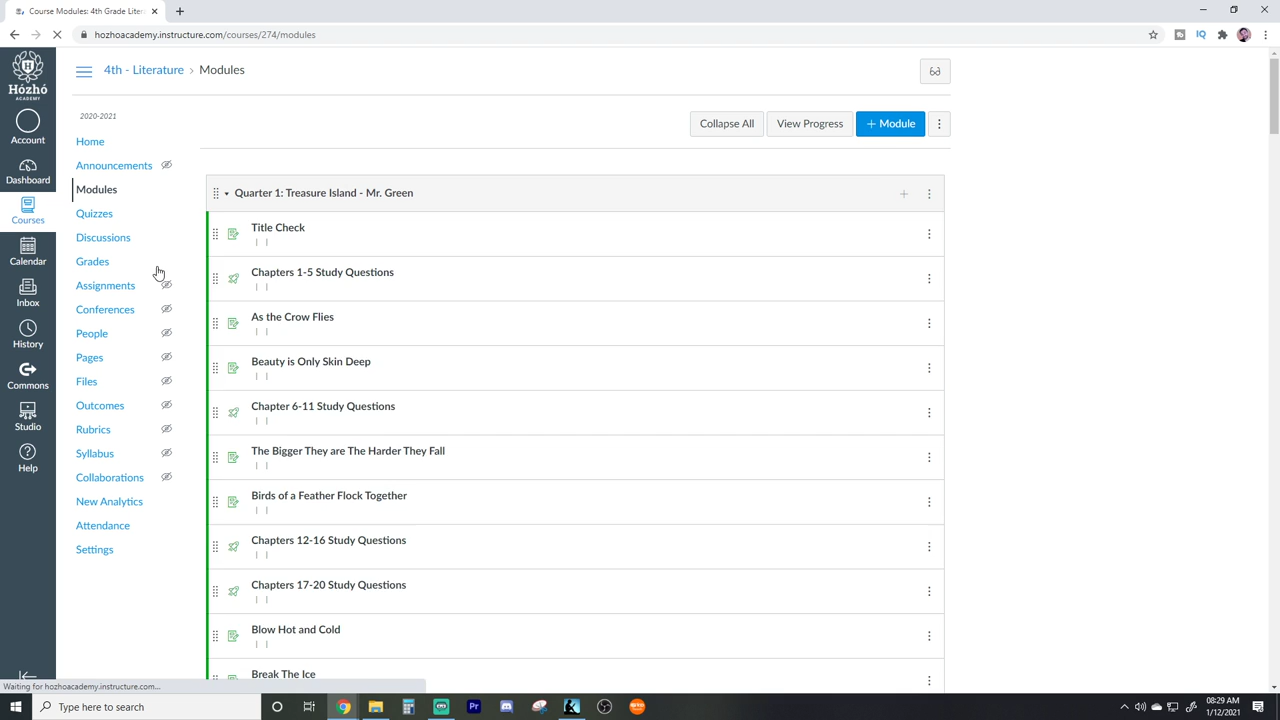 Course Modules: 4th Grade Liter
hozhoacademy.instructure.com/courses/274/modules
IQ
Hózhó
ACADEMY
Account
Dashboard
Courses
Calendar
Inbox
History
Commons
Studio
Help
4th - Literature › Modules
2020-2021
Home
Announcements
Modules
Quizzes
Discussions
Grades
Assignments
Conferences
People
Pages
Files
Outcomes
Rubrics
Syllabus
Collaborations
New Analytics
Attendance
Settings
Collapse All
View Progress
+ Module
Quarter 1: Treasure Island - Mr. Green
Title Check
Chapters 1-5 Study Questions
As the Crow Flies
Beauty is Only Skin Deep
Chapter 6-11 Study Questions
The Bigger They are The Harder They Fall
Birds of a Feather Flock Together
Chapters 12-16 Study Questions
Chapters 17-20 Study Questions
Blow Hot and Cold
Break The Ice
Waiting for hozhoacademy.instructure.com...
Type here to search
Pr
08:29 AM
1/12/2021